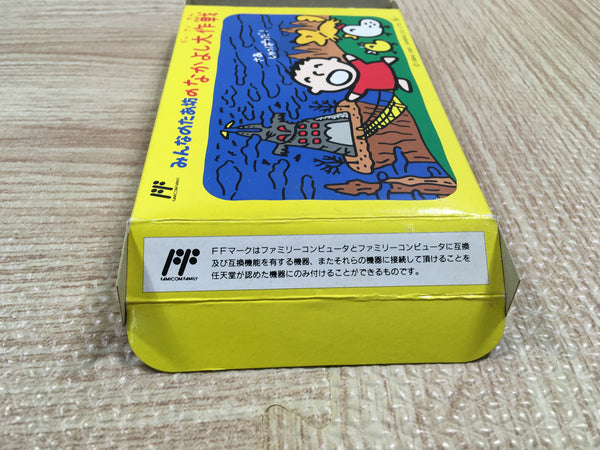 みんなのたあ坊のなかよし大作戦
FF
FAMICOM FAMILY
FF
FAMICOM FAMILY
FFマークはファミリーコンピュータとファミリーコンピュータに互換
及び互換機能を有する機器、またそれらの機器に接続して頂けることを
任天堂が認めた機器にのみ付けることができるものです。